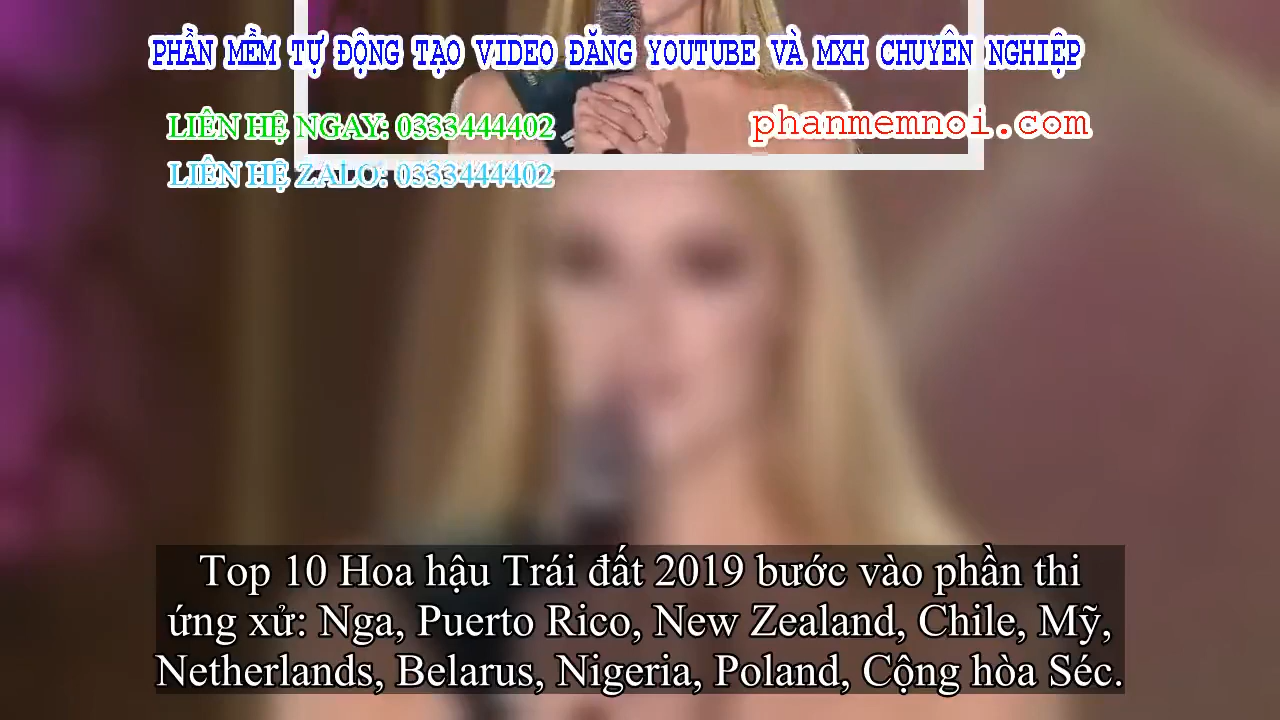 PHẦN MỀM TỰ ĐỘNG TẠO VIDEO ĐĂNG YOUTUBE VÀ MXH CHUYÊN NGHIỆP
LIÊN HỆ NGAY: 0333444402
phanmemnoi.com
LIÊN HỆ ZALO: 0333444402
Top 10 Hoa hậu Trái đất 2019 bước vào phần thi
ứng xử: Nga, Puerto Rico, New Zealand, Chile, Mỹ,
Netherlands, Belarus, Nigeria, Poland, Cộng hòa Séc.